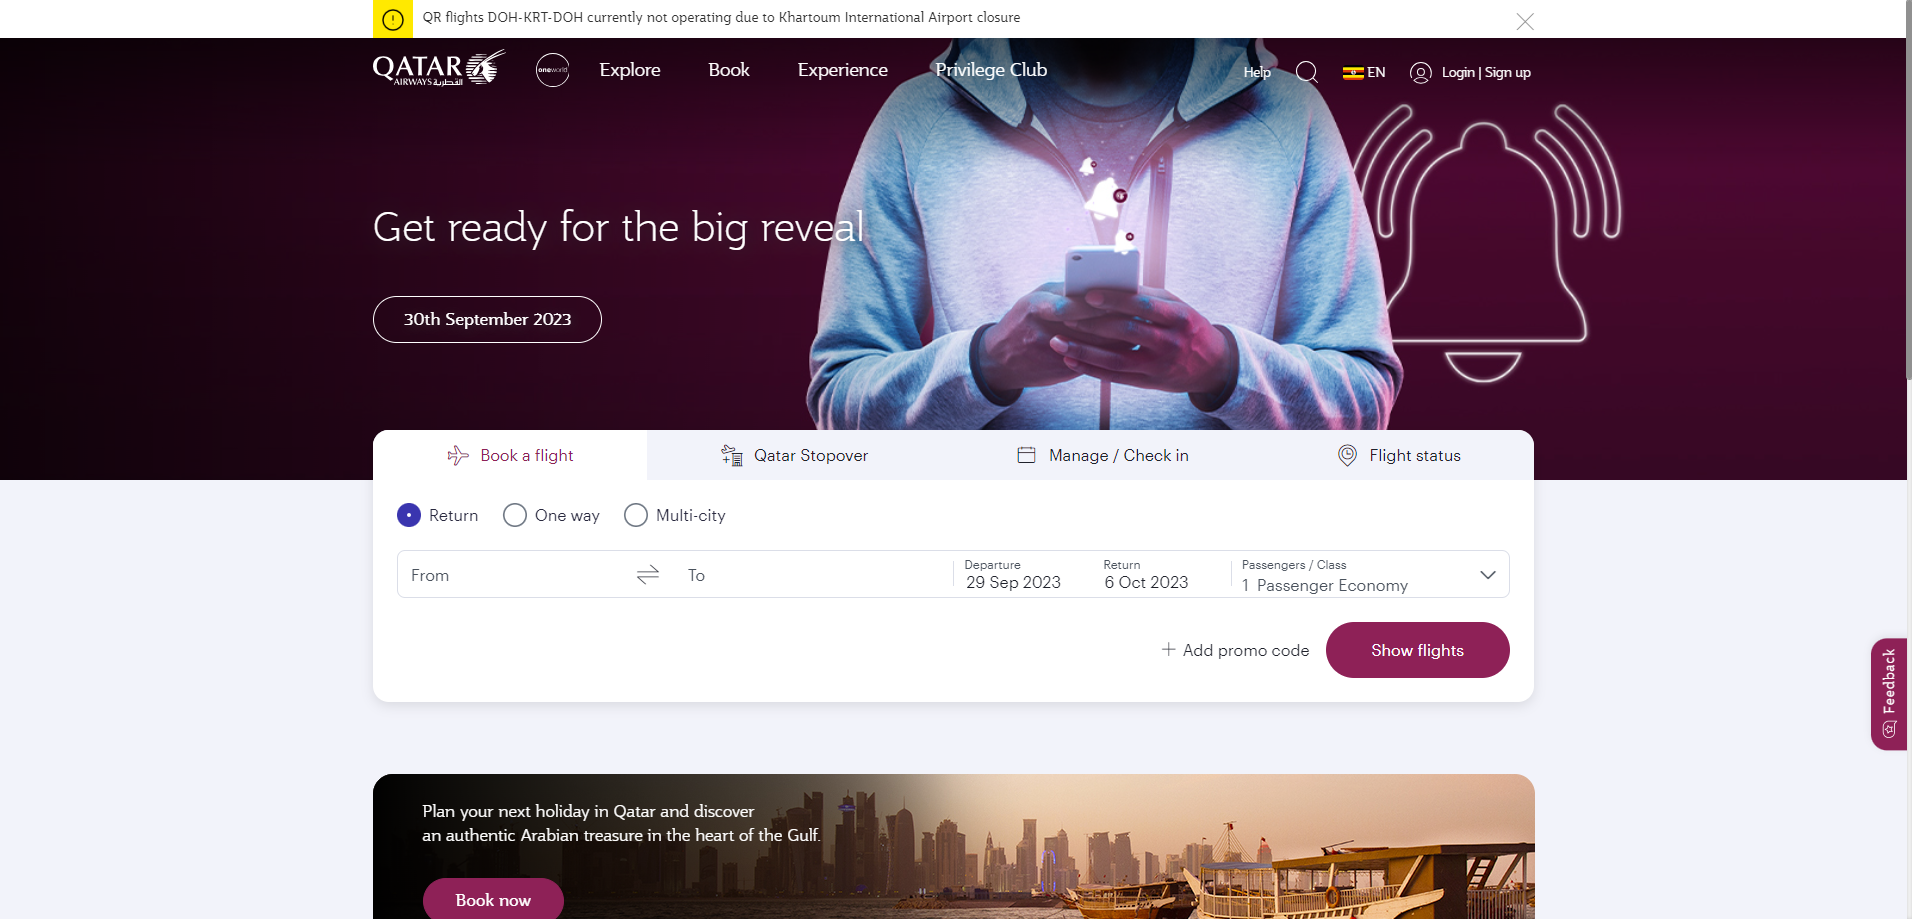 QR flights DOH-KRT-DOH currently not operating due to Khartoum International Airport closure
QATAR
AIRWAYS القطرية
oneworld
Explore
Book
Experience
Privilege Club
Help
EN
Login | Sign up
Get ready for the big reveal
30th September 2023
Book a flight
Qatar Stopover
Manage / Check in
Flight status
Return
One way
Multi-city
From
To
Departure
29 Sep 2023
Return
6 Oct 2023
Passengers / Class
1 Passenger Economy
+ Add promo code
Show flights
Feedback
Plan your next holiday in Qatar and discover
an authentic Arabian treasure in the heart of the Gulf.
Book now